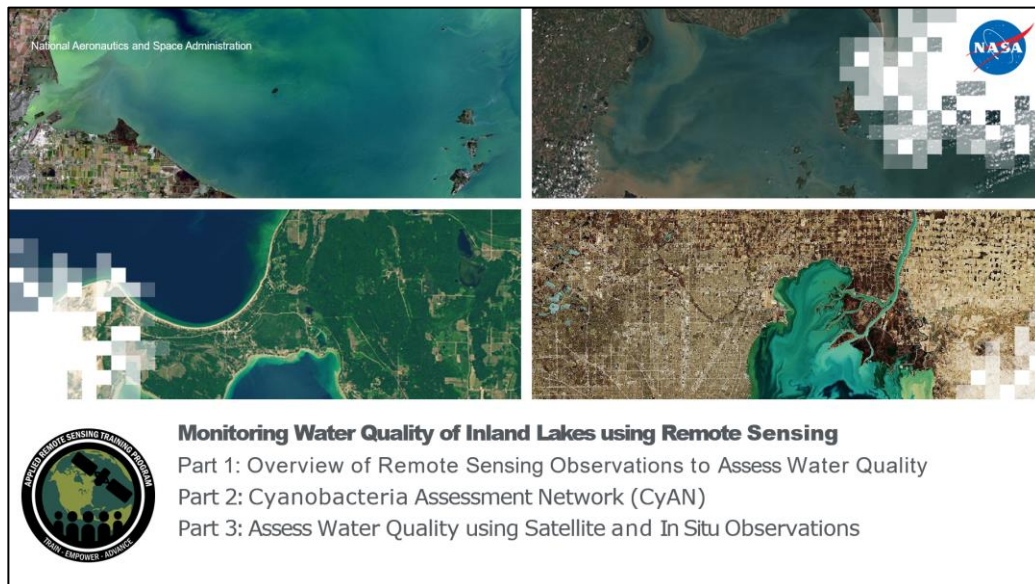 National Aeronautics and Space Administration
NASA
Monitoring Water Quality of Inland Lakes using Remote Sensing
Part 1: Overview of Remote Sensing Observations to Assess Water Quality
Part 2: Cyanobacteria Assessment Network (CyAN)
Part 3: Assess Water Quality using Satellite and In Situ Observations
APPLIED REMOTE SENSING TRAINING PROGRAM
TRAIN - EMPOWER - ADVANCE